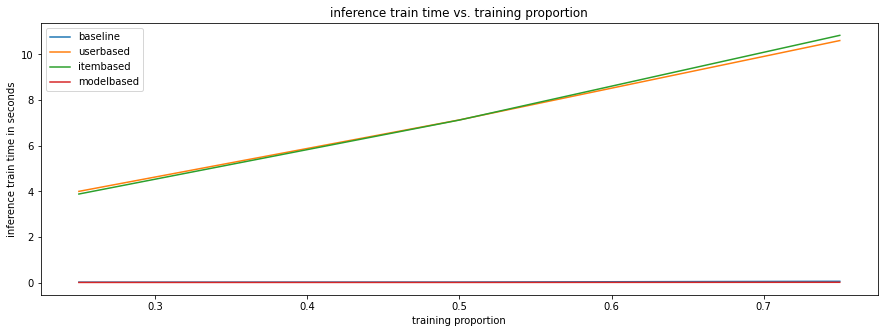 inference train time vs. training proportion
baseline
userbased
itembased
modelbased
inference train time in seconds
10
8
6
4
2
0
0.3
0.4
0.5
0.6
0.7
training proportion